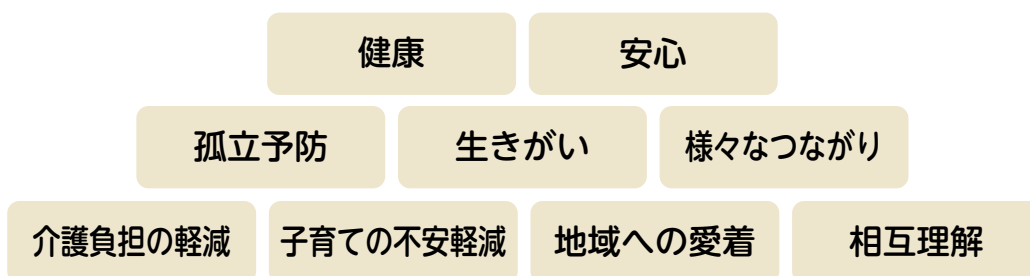 健康 安心
孤立予防 生きがい 様々なつながり
介護負担の軽減 子育ての不安軽減 地域への愛着 相互理解